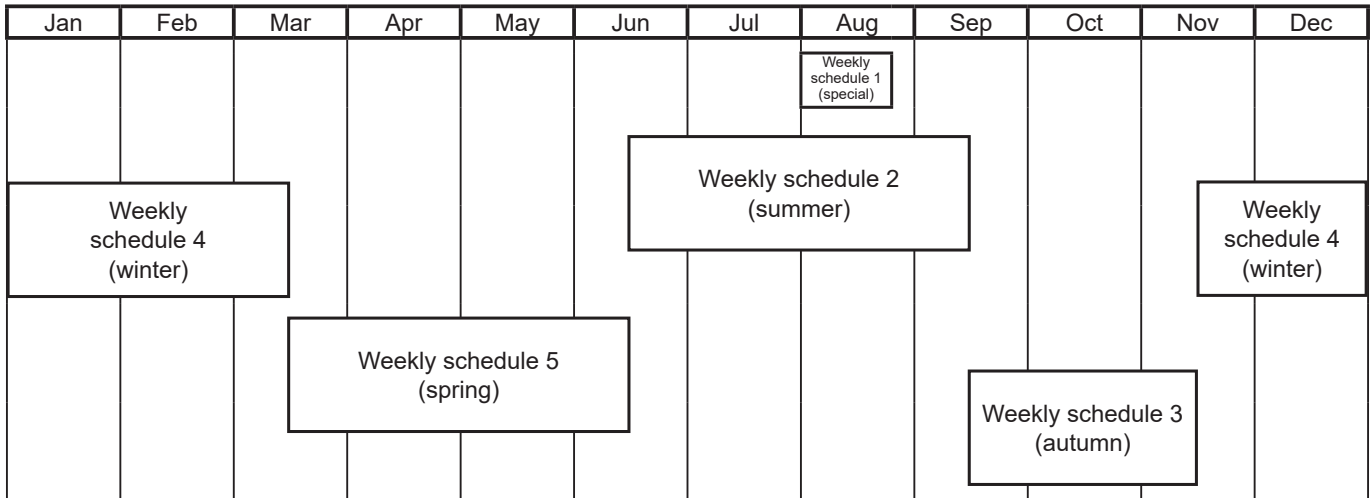 Jan Feb Mar Apr May Jun Jul Aug Sep Oct Nov Dec
Weekly
schedule 1
(special)
Weekly schedule 2
(summer)
Weekly
schedule 4
(winter)
Weekly
schedule 4
(winter)
Weekly schedule 5
(spring)
Weekly schedule 3
(autumn)